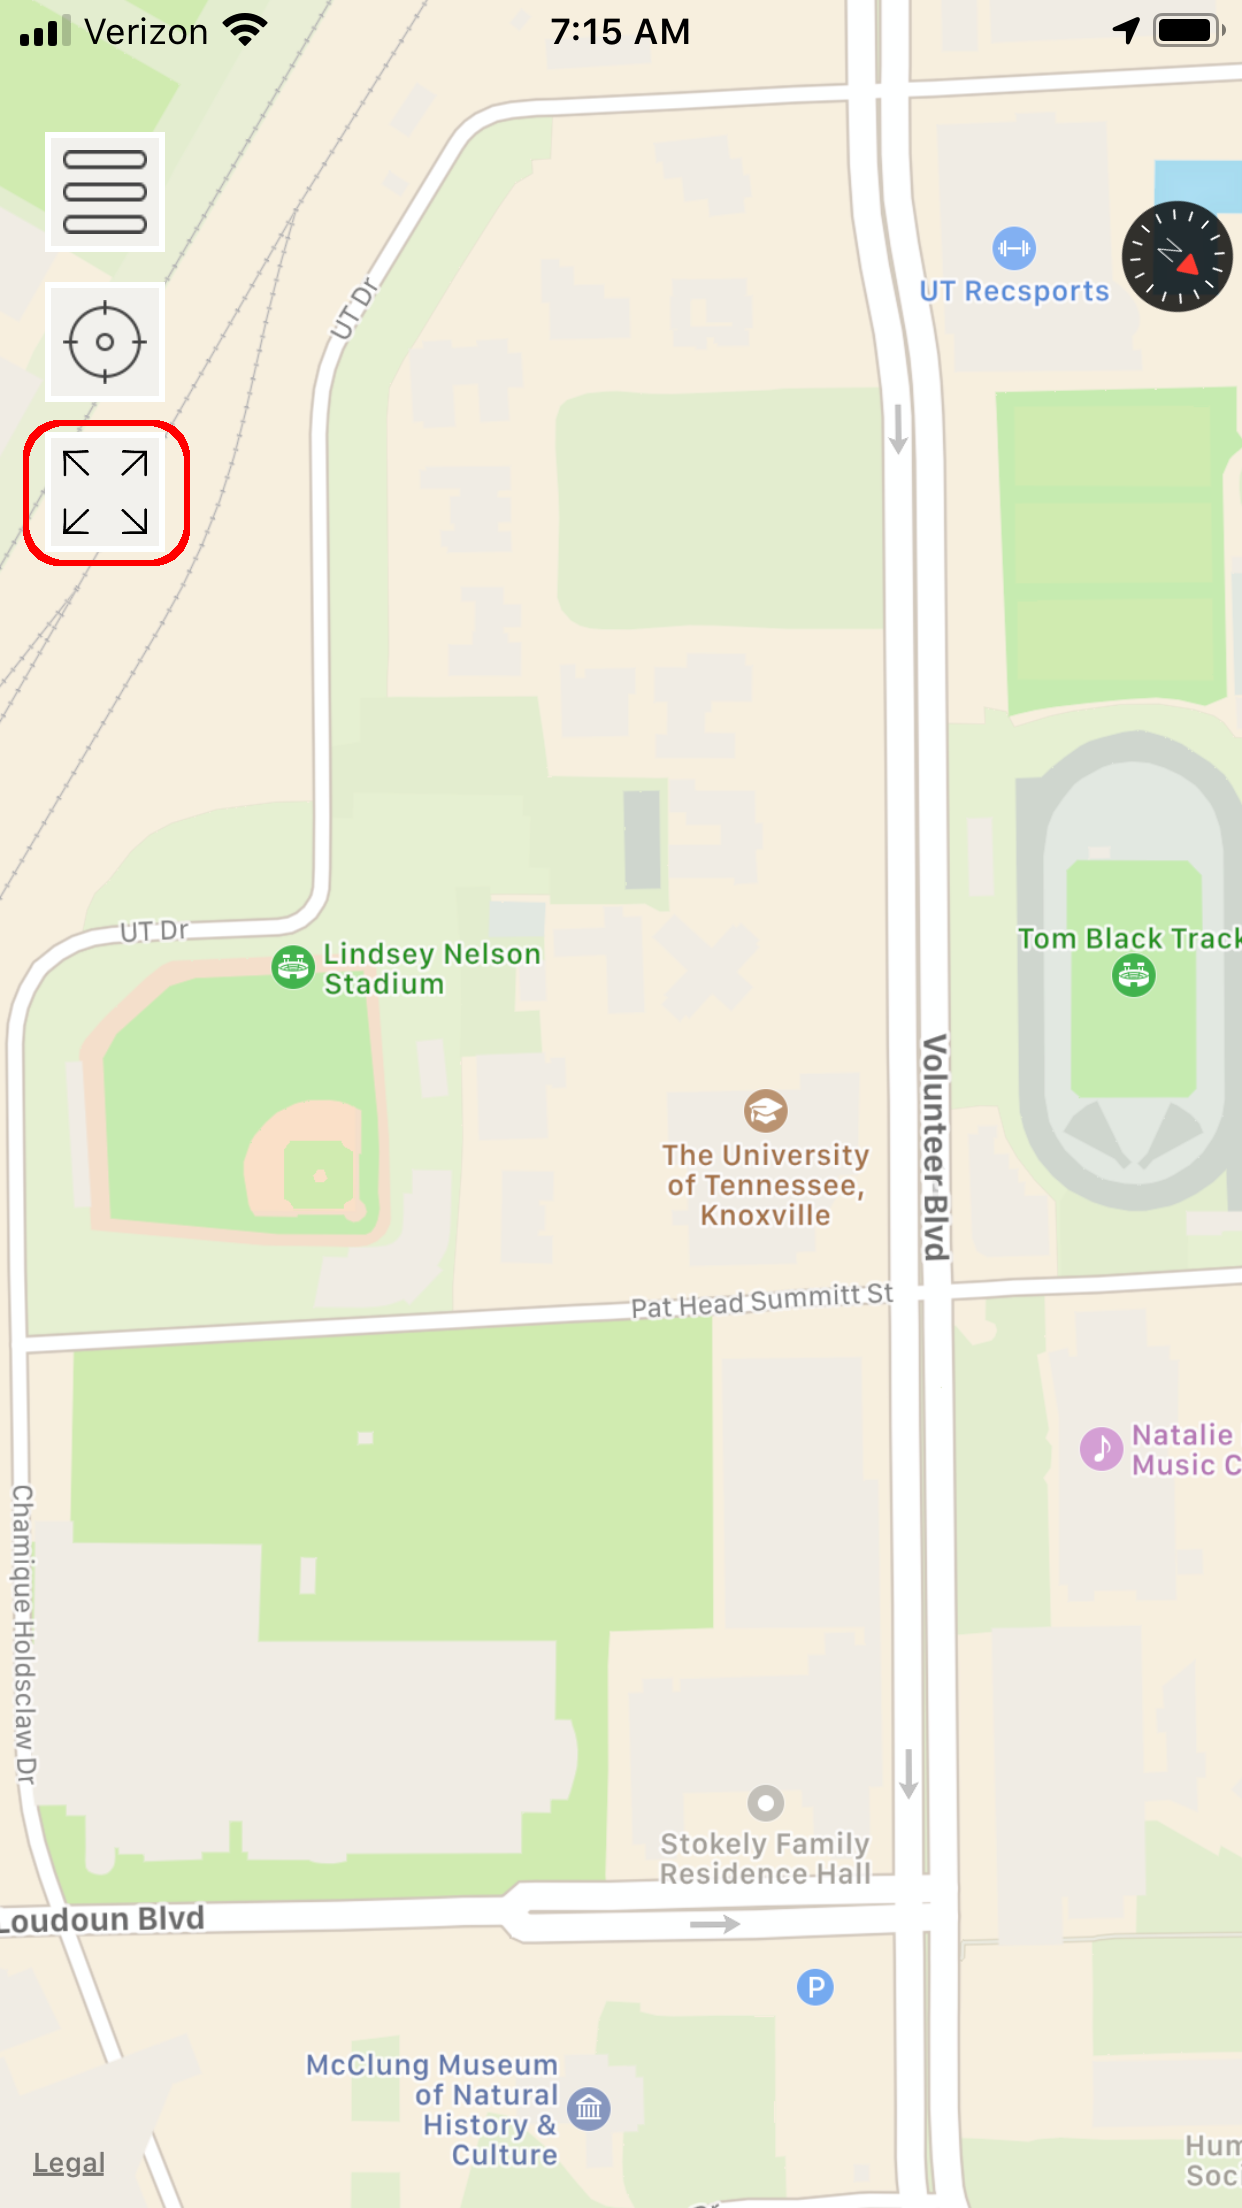 Verizon
7:15 AM
N
UT Dr
UT Recsports
UT Dr
Lindsey Nelson
Stadium
Tom Black Track
The University
of Tennessee,
Knoxville
Volunteer Blvd
Pat Head Summitt St
Natalie
Music C
Chamique Holdsclaw Dr
Stokely Family
Residence Hall
Loudoun Blvd
P
McClung Museum
of Natural
History &
Culture
Legal
Hum
Soci